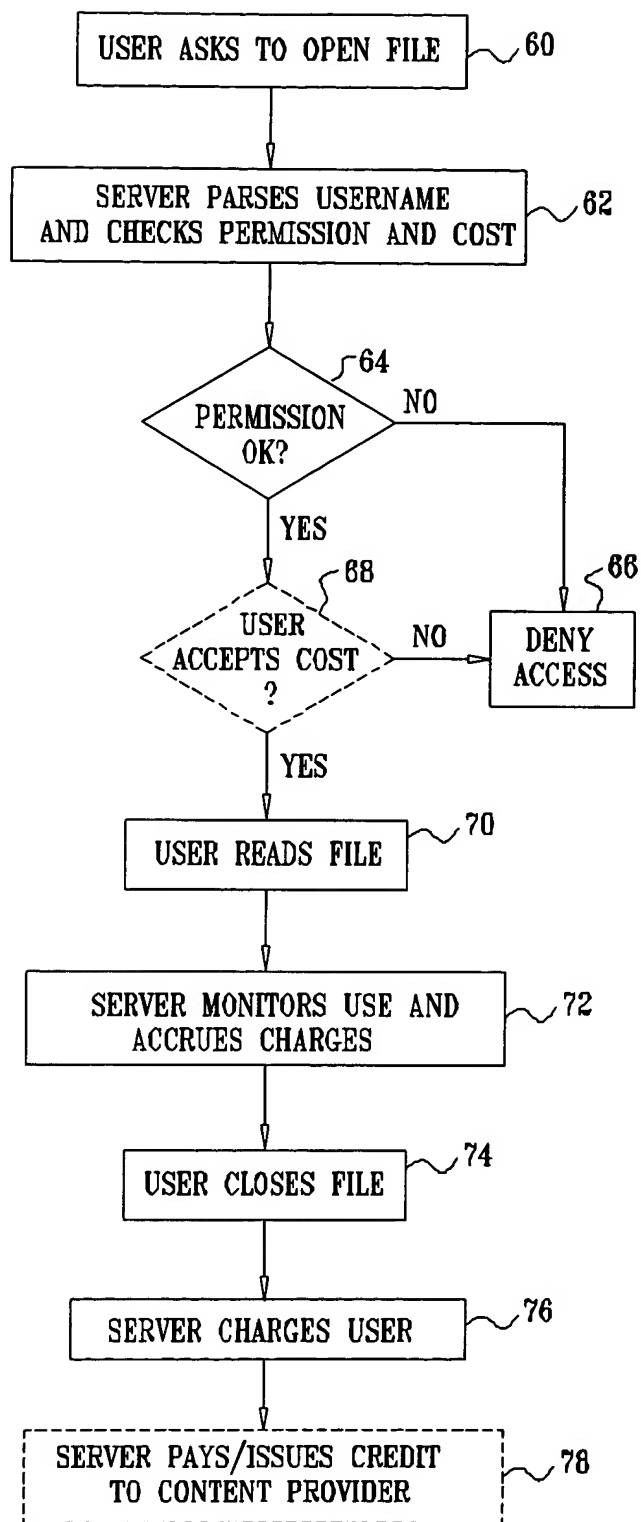 USER ASKS TO OPEN FILE
60
SERVER PARSES USERNAME
AND CHECKS PERMISSION AND COST
62
64
PERMISSION
OK?
NO
YES
68
66
USER
ACCEPTS COST
?
NO
DENY
ACCESS
YES
USER READS FILE
70
SERVER MONITORS USE AND
ACCRUES CHARGES
72
USER CLOSES FILE
74
SERVER CHARGES USER
76
SERVER PAYS/ISSUES CREDIT
TO CONTENT PROVIDER
78